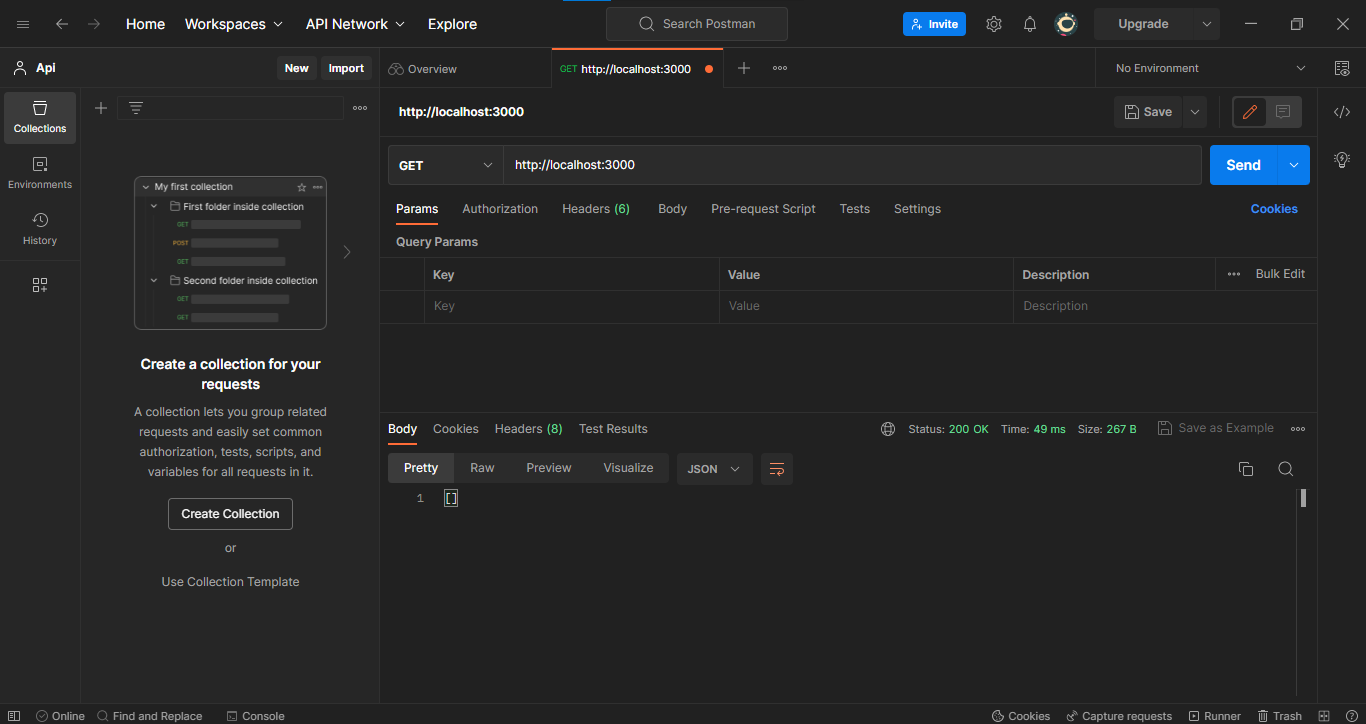 Home Workspaces API Network Explore Search Postman Invite Upgrade
Api New Import Overview GET http://localhost:3000 No Environment
Collections
Environments
History
My first collection
First folder inside collection
GET
POST
GET
Second folder inside collection
GET
GET
Create a collection for your
requests
A collection lets you group related
requests and easily set common
authorization, tests, scripts, and
variables for all requests in it.
Create Collection
or
Use Collection Template
http://localhost:3000 Save
GET http://localhost:3000 Send
Params Authorization Headers (6) Body Pre-request Script Tests Settings Cookies
Query Params
Key Value Description Bulk Edit
Key Value Description
Body Cookies Headers (8) Test Results Status: 200 OK Time: 49 ms Size: 267 B Save as Example
Pretty Raw Preview Visualize JSON
1 []
Online Find and Replace Console Cookies Capture requests Runner Trash